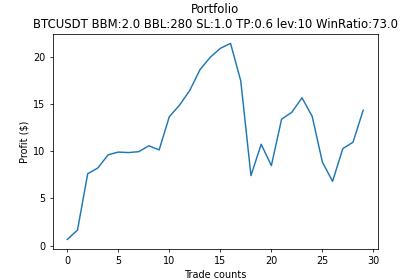 Portfolio
BTCUSDT BBM:2.0 BBL:280 SL:1.0 TP:0.6 lev:10 WinRatio:73.0
Profit ($)
20
15
10
5
0
0 5 10 15 20 25 30
Trade counts